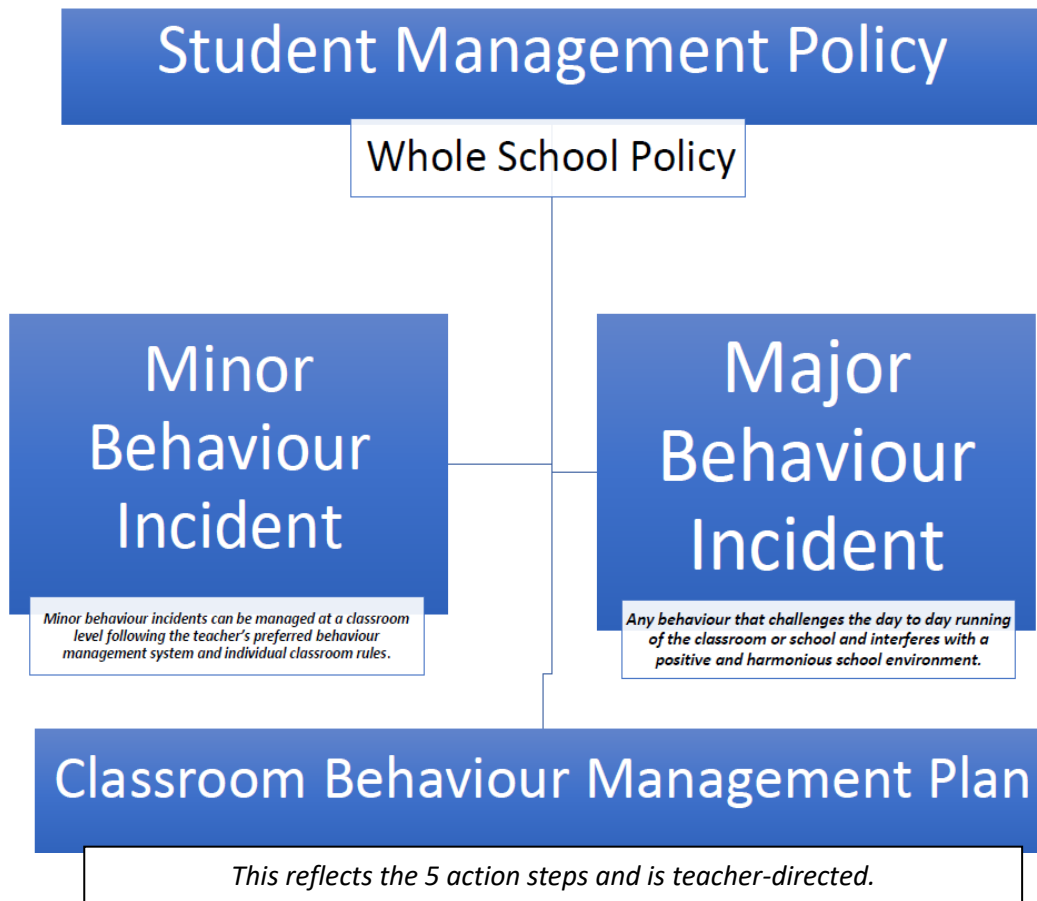 Student Management Policy
Whole School Policy
Minor
Behaviour
Incident
Minor behaviour incidents can be managed at a classroom
level following the teacher's preferred behaviour
management system and individual classroom rules.
Major
Behaviour
Incident
Any behaviour that challenges the day to day running
of the classroom or school and interferes with a
positive and harmonious school environment.
Classroom Behaviour Management Plan
This reflects the 5 action steps and is teacher-directed.